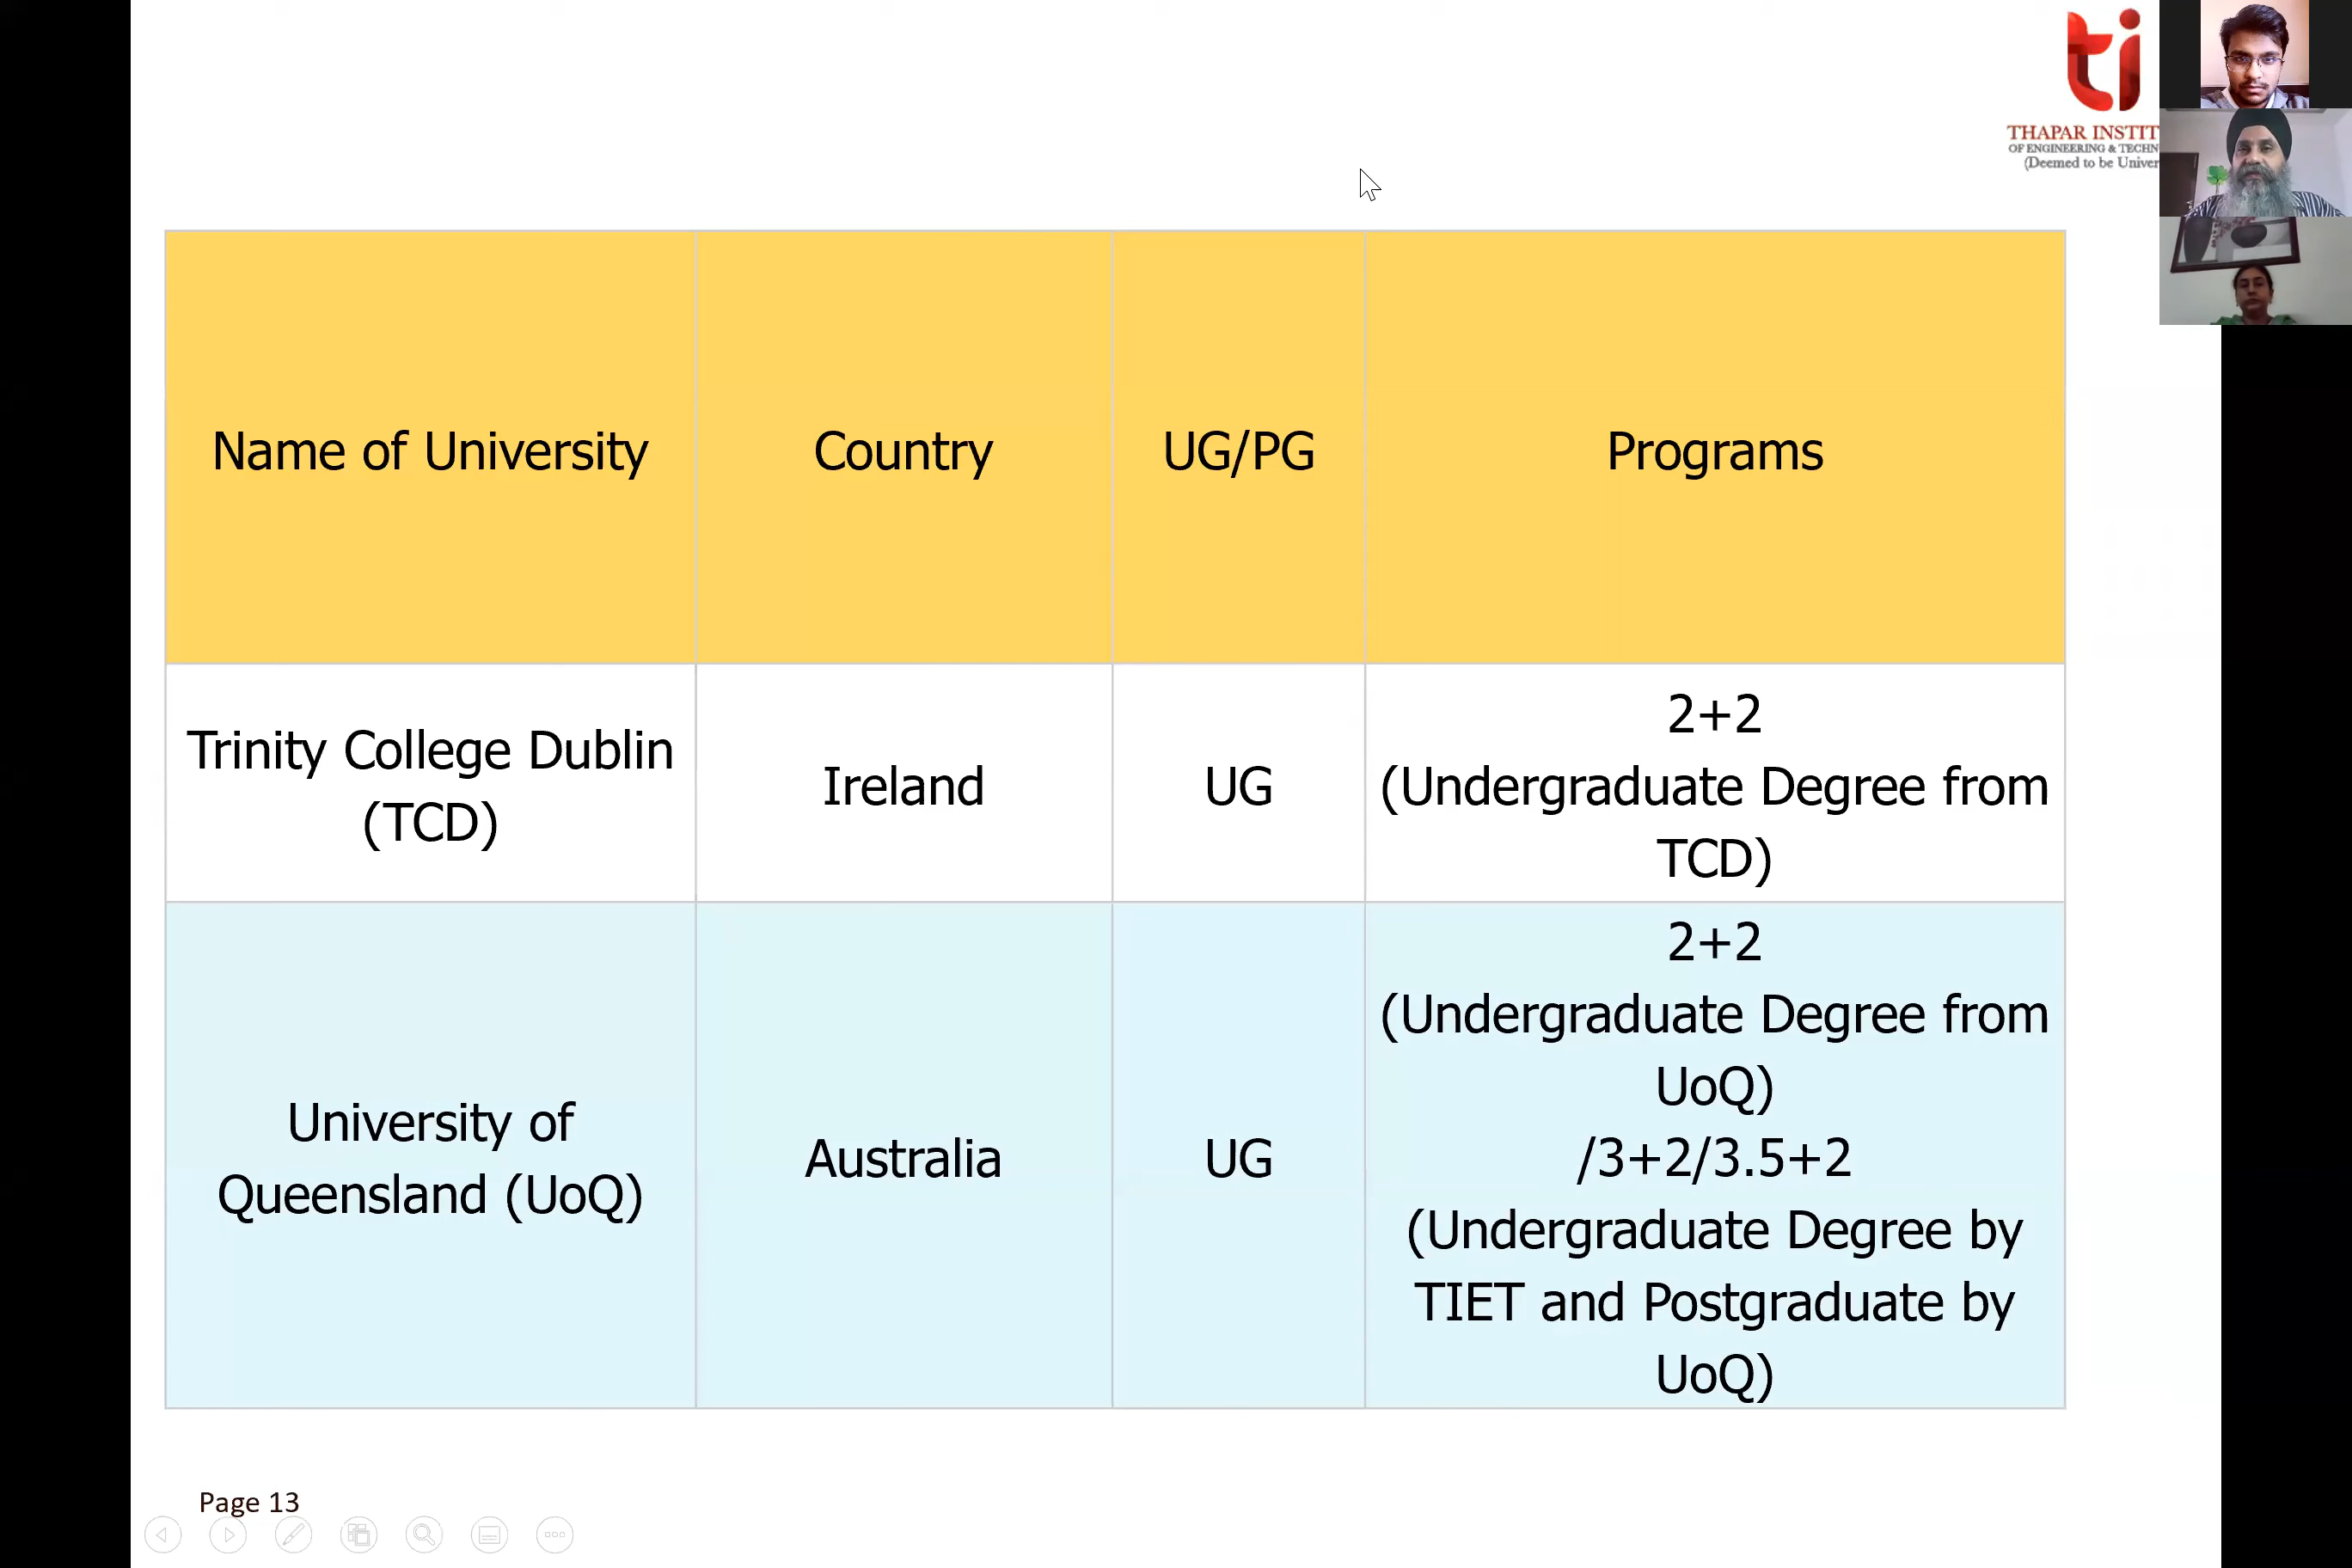 ti
THAPAR INSTIT
OF ENGINEERING & TECHN
(Deemed to be Univer
Name of University
Country
UG/PG
Programs
Trinity College Dublin
(TCD)
Ireland
UG
2+2
(Undergraduate Degree from
TCD)
University of
Queensland (UoQ)
Australia
UG
2+2
(Undergraduate Degree from
UoQ)
/3+2/3.5+2
(Undergraduate Degree by
TIET and Postgraduate by
UoQ)
Page 13